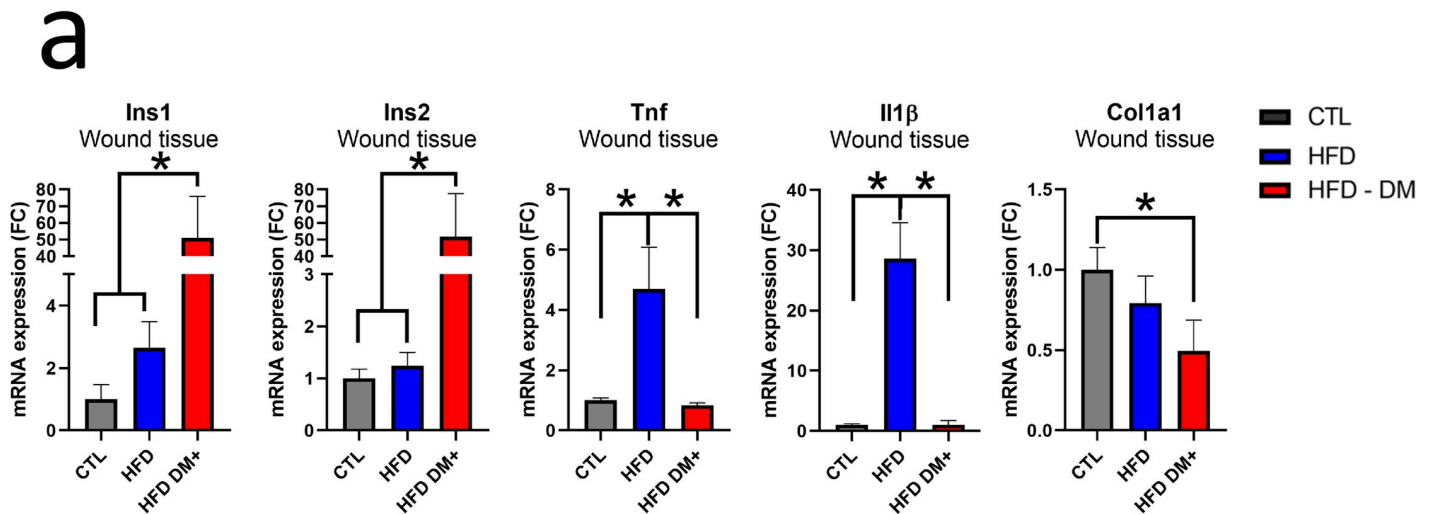 a
Ins1
Wound tissue
*
mRNA expression (FC)
80
70
60
50
40
4
2
0
CTL
HFD
HFD DM+
Ins2
Wound tissue
*
mRNA expression (FC)
80
70
60
50
40
3
2
1
0
CTL
HFD
HFD DM+
Tnf
Wound tissue
* *
mRNA expression (FC)
8
6
4
2
0
CTL
HFD
HFD DM+
Il1β
Wound tissue
* *
mRNA expression (FC)
40
30
20
10
0
CTL
HFD
HFD DM+
Col1a1
Wound tissue
*
mRNA expression (FC)
1.5
1.0
0.5
0.0
CTL
HFD
HFD DM+
CTL
HFD
HFD - DM